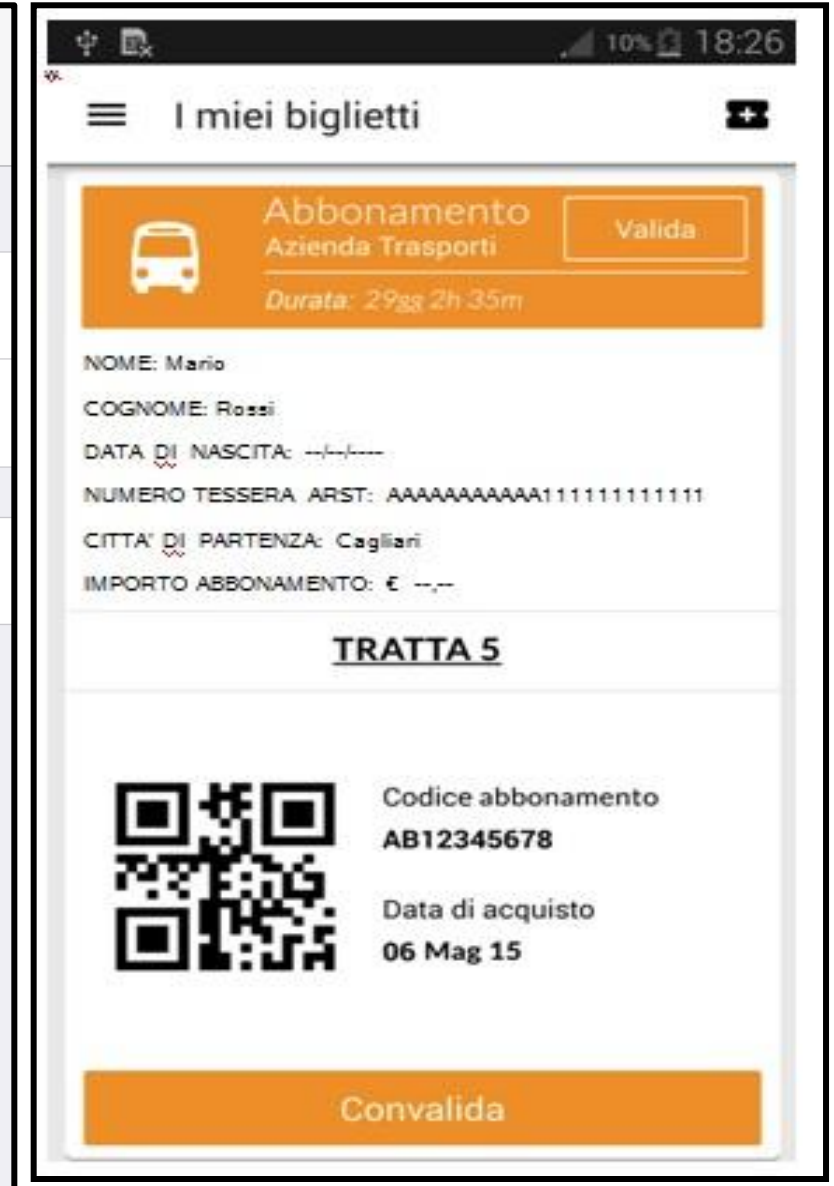 10% 18:26
I miei biglietti
Abbonamento
Azienda Trasporti
Valida
Durata: 29gg 2h 35m
NOME: Mario
COGNOME: Rossi
DATA DI NASCITA: --/--/----
NUMERO TESSERA ARST: AAAAAAAAAAA111111111111
CITTA' DI PARTENZA: Cagliari
IMPORTO ABBONAMENTO: € --,--
TRATTA 5
Codice abbonamento
AB12345678
Data di acquisto
06 Mag 15
Convalida